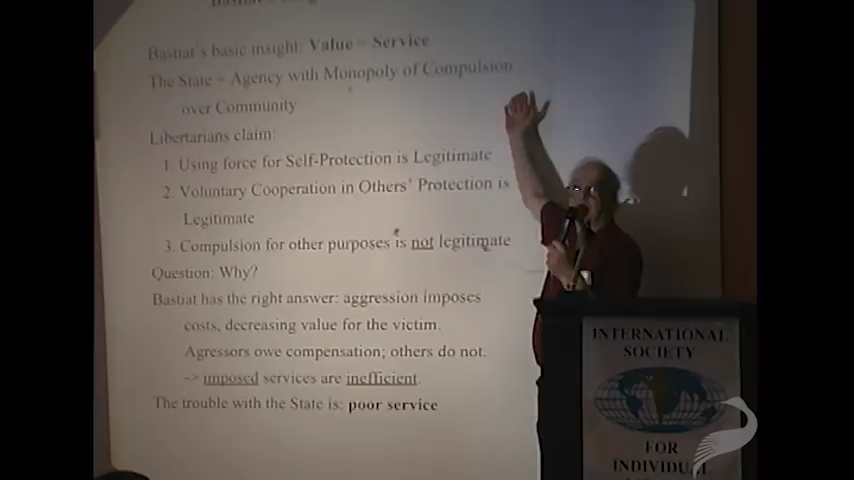 Bastiat's basic insight: Value = Service
The State = Agency with Monopoly of Compulsion
over Community
Libertarians claim:
1. Using force for Self-Protection is Legitimate
2. Voluntary Cooperation in Others' Protection is
Legitimate
3. Compulsion for other purposes is not legitimate
Question: Why?
Bastiat has the right answer: aggression imposes
costs, decreasing value for the victim.
Agressors owe compensation; others do not.
-> imposed services are inefficient.
The trouble with the State is: poor service
INTERNATIONAL
SOCIETY
FOR